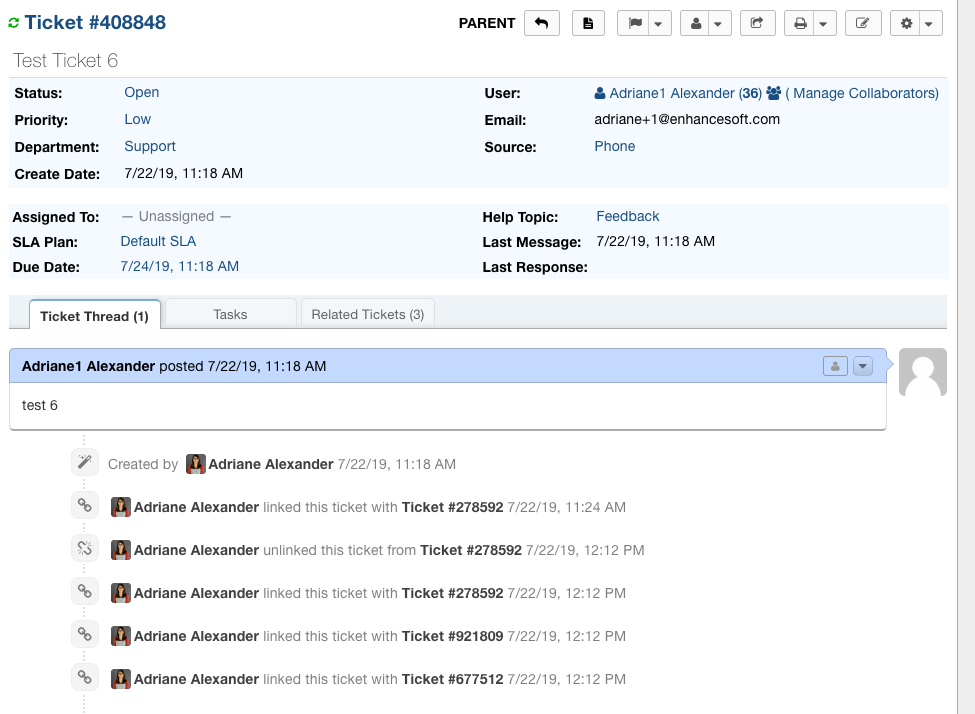 Ticket #408848 PARENT
Test Ticket 6
Status: Open User: Adriane1 Alexander (36) ( Manage Collaborators)
Priority: Low Email: adriane+1@enhancesoft.com
Department: Support Source: Phone
Create Date: 7/22/19, 11:18 AM
Assigned To: — Unassigned — Help Topic: Feedback
SLA Plan: Default SLA Last Message: 7/22/19, 11:18 AM
Due Date: 7/24/19, 11:18 AM Last Response:
Ticket Thread (1) Tasks Related Tickets (3)
Adriane1 Alexander posted 7/22/19, 11:18 AM
test 6
Created by Adriane Alexander 7/22/19, 11:18 AM
Adriane Alexander linked this ticket with Ticket #278592 7/22/19, 11:24 AM
Adriane Alexander unlinked this ticket from Ticket #278592 7/22/19, 12:12 PM
Adriane Alexander linked this ticket with Ticket #278592 7/22/19, 12:12 PM
Adriane Alexander linked this ticket with Ticket #921809 7/22/19, 12:12 PM
Adriane Alexander linked this ticket with Ticket #677512 7/22/19, 12:12 PM